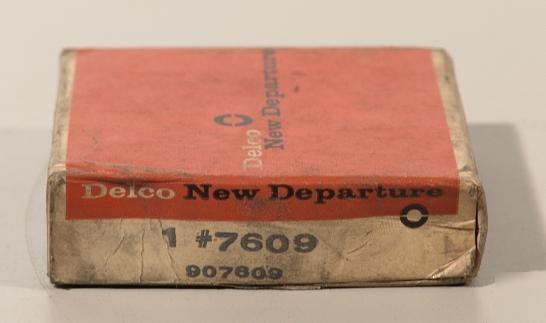 Delco
New Departure
Delco New Departure
1 #7609
907609